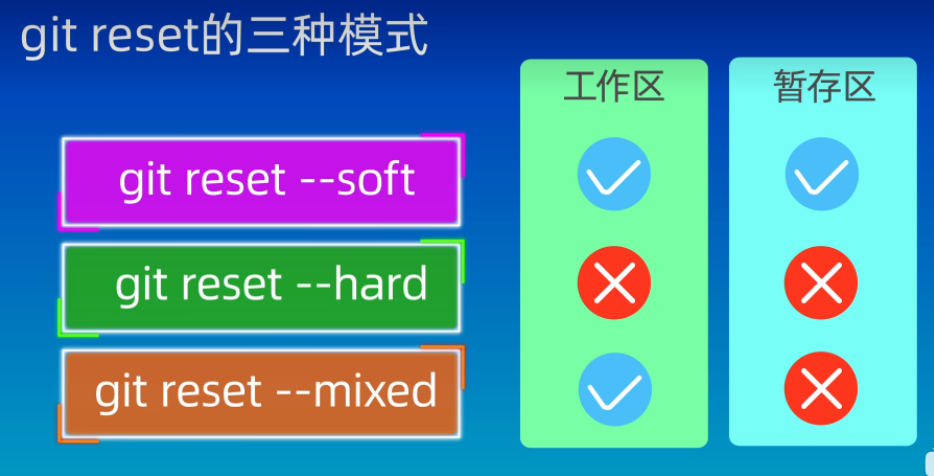 git reset的三种模式
工作区
暂存区
git reset --soft
git reset --hard
git reset --mixed